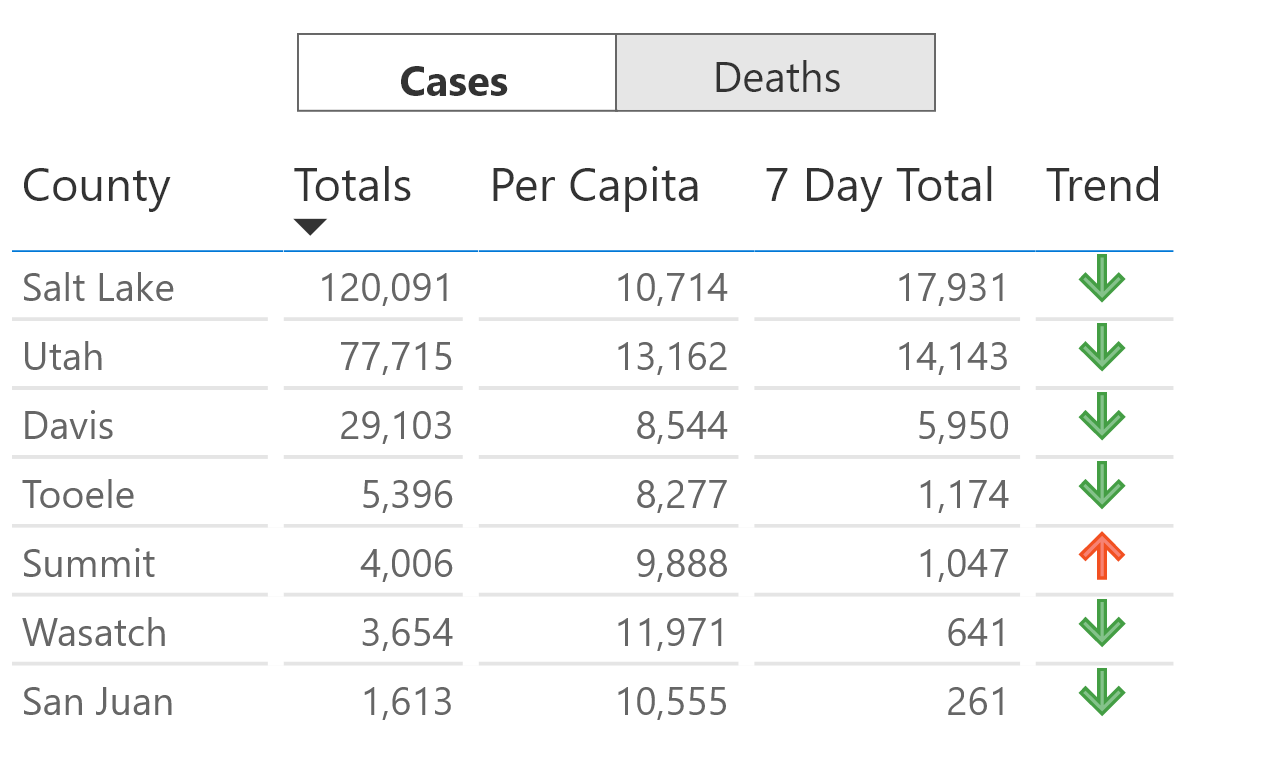 Cases Deaths
County Totals Per Capita 7 Day Total Trend
Salt Lake 120,091 10,714 17,931
Utah 77,715 13,162 14,143
Davis 29,103 8,544 5,950
Tooele 5,396 8,277 1,174
Summit 4,006 9,888 1,047
Wasatch 3,654 11,971 641
San Juan 1,613 10,555 261